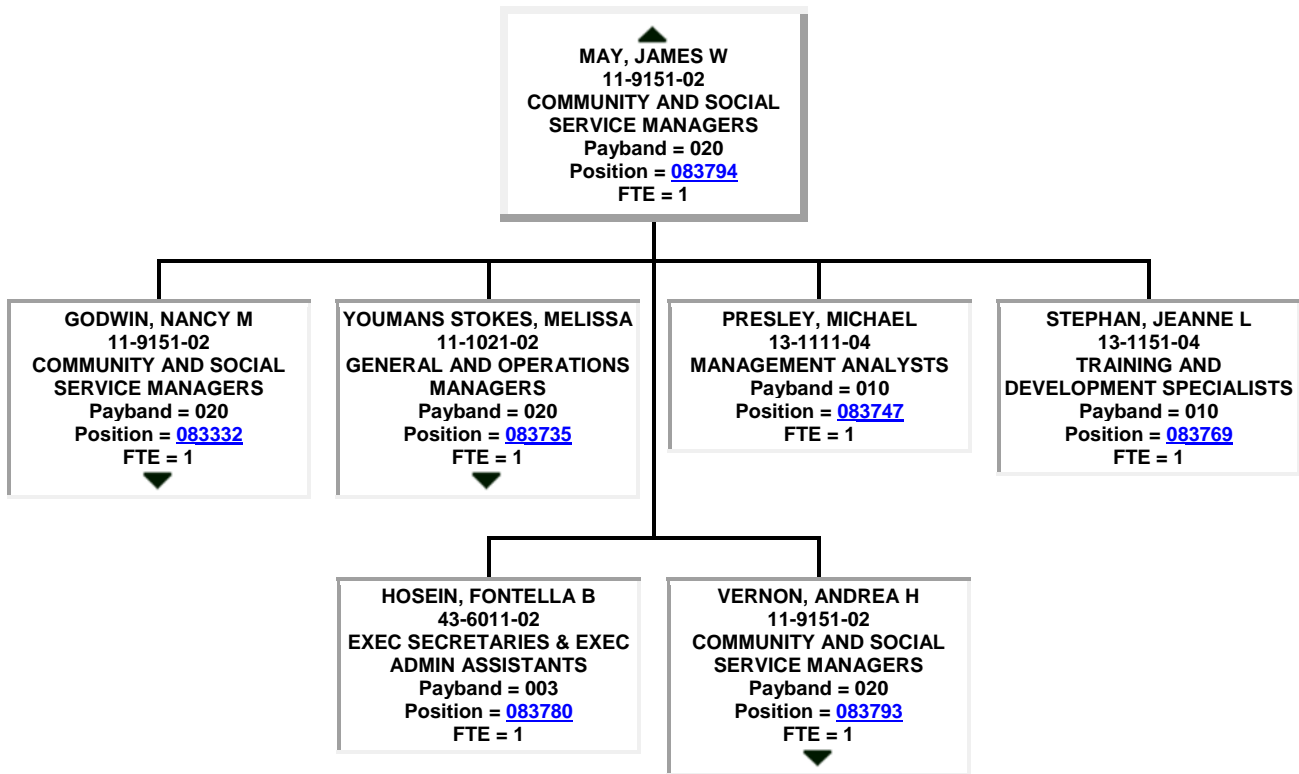 MAY, JAMES W
11-9151-02
COMMUNITY AND SOCIAL
SERVICE MANAGERS
Payband = 020
Position = 083794
FTE = 1
GODWIN, NANCY M
11-9151-02
COMMUNITY AND SOCIAL
SERVICE MANAGERS
Payband = 020
Position = 083332
FTE = 1
YOUMANS STOKES, MELISSA
11-1021-02
GENERAL AND OPERATIONS
MANAGERS
Payband = 020
Position = 083735
FTE = 1
PRESLEY, MICHAEL
13-1111-04
MANAGEMENT ANALYSTS
Payband = 010
Position = 083747
FTE = 1
STEPHAN, JEANNE L
13-1151-04
TRAINING AND
DEVELOPMENT SPECIALISTS
Payband = 010
Position = 083769
FTE = 1
HOSEIN, FONTELLA B
43-6011-02
EXEC SECRETARIES & EXEC
ADMIN ASSISTANTS
Payband = 003
Position = 083780
FTE = 1
VERNON, ANDREA H
11-9151-02
COMMUNITY AND SOCIAL
SERVICE MANAGERS
Payband = 020
Position = 083793
FTE = 1